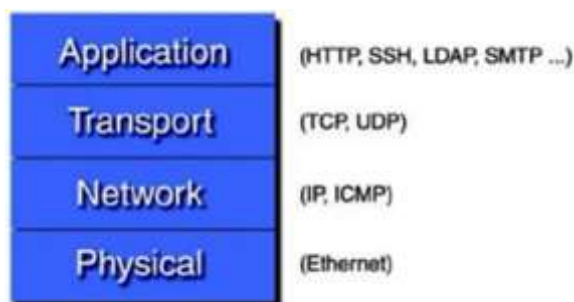 Application (HTTP, SSH, LDAP, SMTP ...)
Transport (TCP, UDP)
Network (IP, ICMP)
Physical (Ethernet)